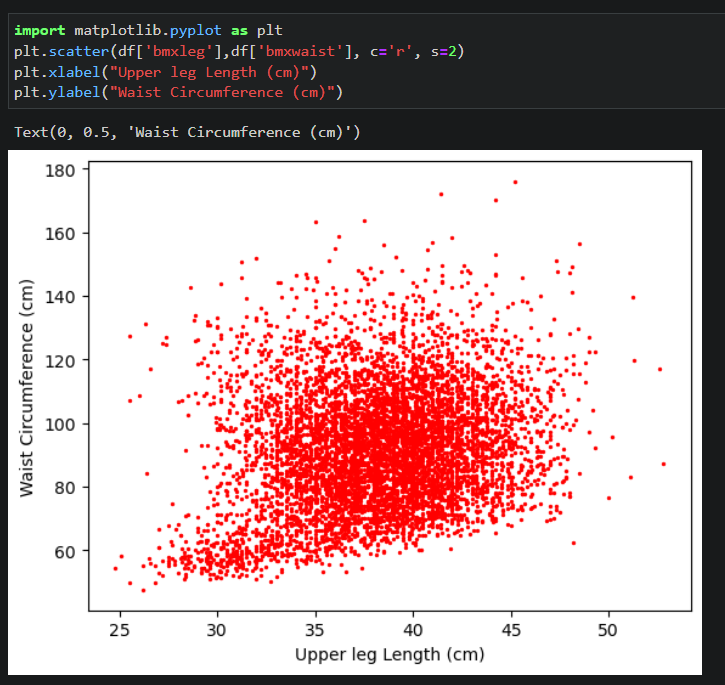 import matplotlib.pyplot as plt
plt.scatter(df['bmxleg'],df['bmxwaist'], c='r', s=2)
plt.xlabel("Upper leg Length (cm)")
plt.ylabel("Waist Circumference (cm)")
Text(0, 0.5, 'Waist Circumference (cm)')
180
160
140
120
100
80
60
Waist Circumference (cm)
25 30 35 40 45 50
Upper leg Length (cm)